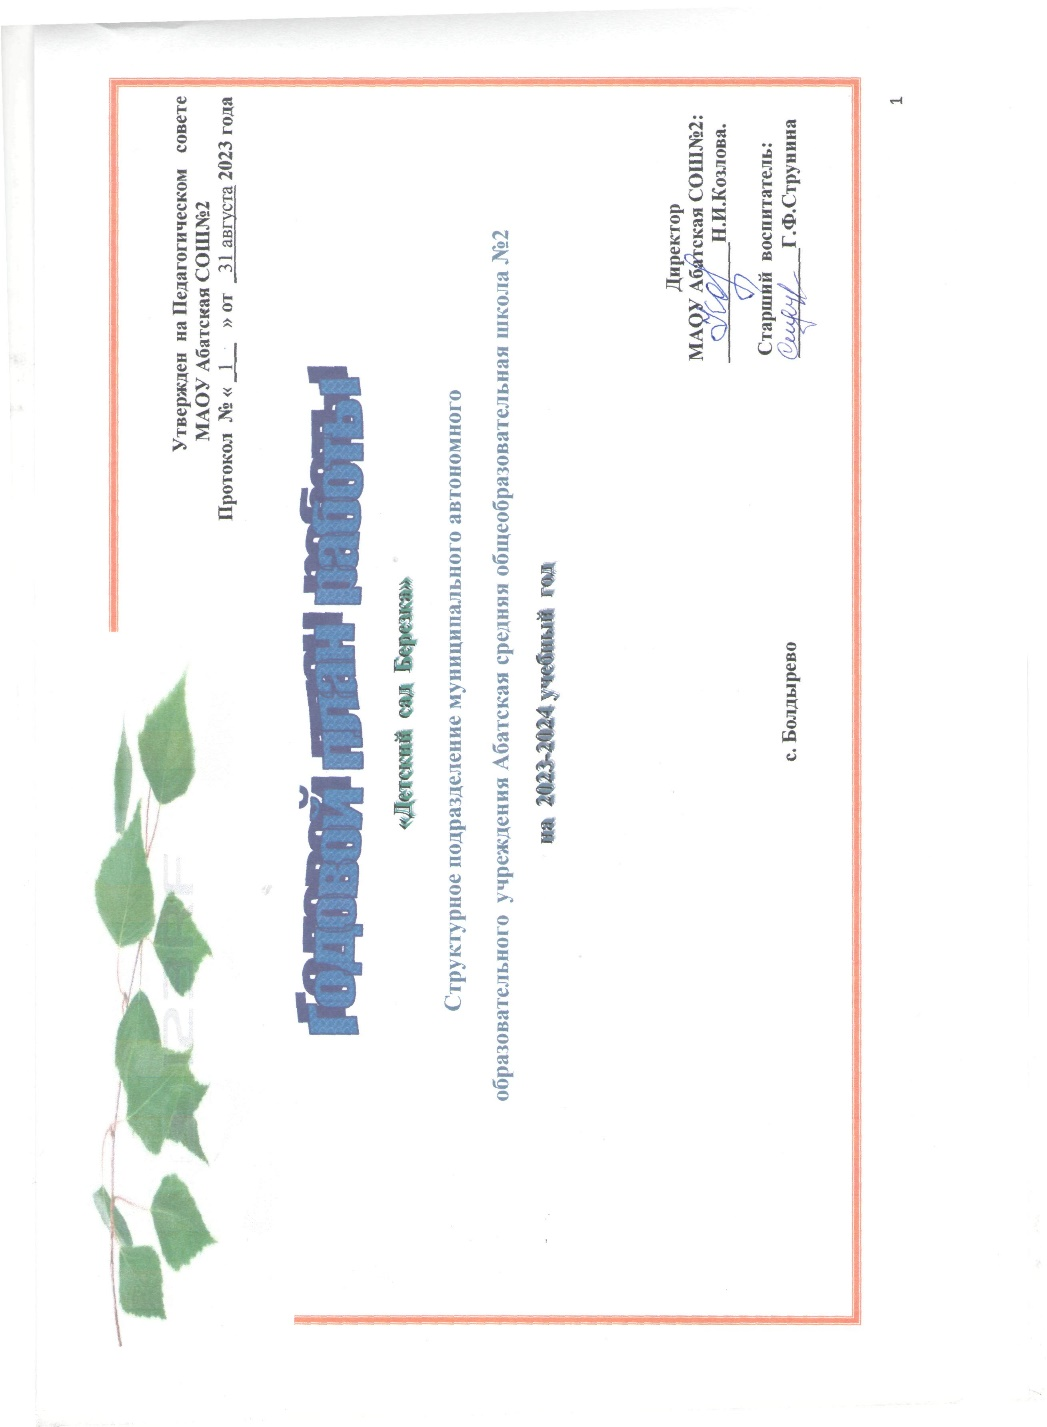 Утвержден на Педагогическом совете
МАОУ Абатская СОШ№2
Протокол № «_1_ » от _31 августа 2023 года
Годовой план работы
«Детский сад Березка»
Структурное подразделение муниципального автономного
образовательного учреждения Абатская средняя общеобразовательная школа №2
на 2023-2024 учебный год
Директор
МАОУ Абатская СОШ№2:
Н.И.Козлова.
Старший воспитатель:
Г.Ф.Струнина
с. Болдырево
1